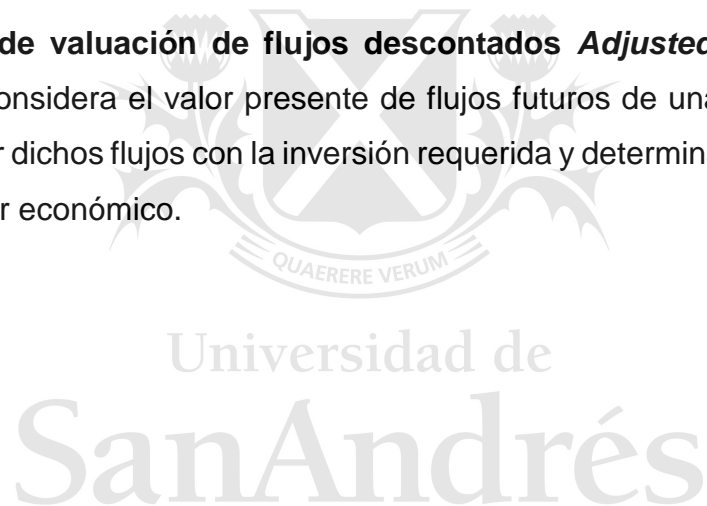 de valuación de flujos descontados Adjusted
onsidera el valor presente de flujos futuros de una
r dichos flujos con la inversión requerida y determin
r económico.
QUAERERE VERUM
Universidad de
SanAndrés